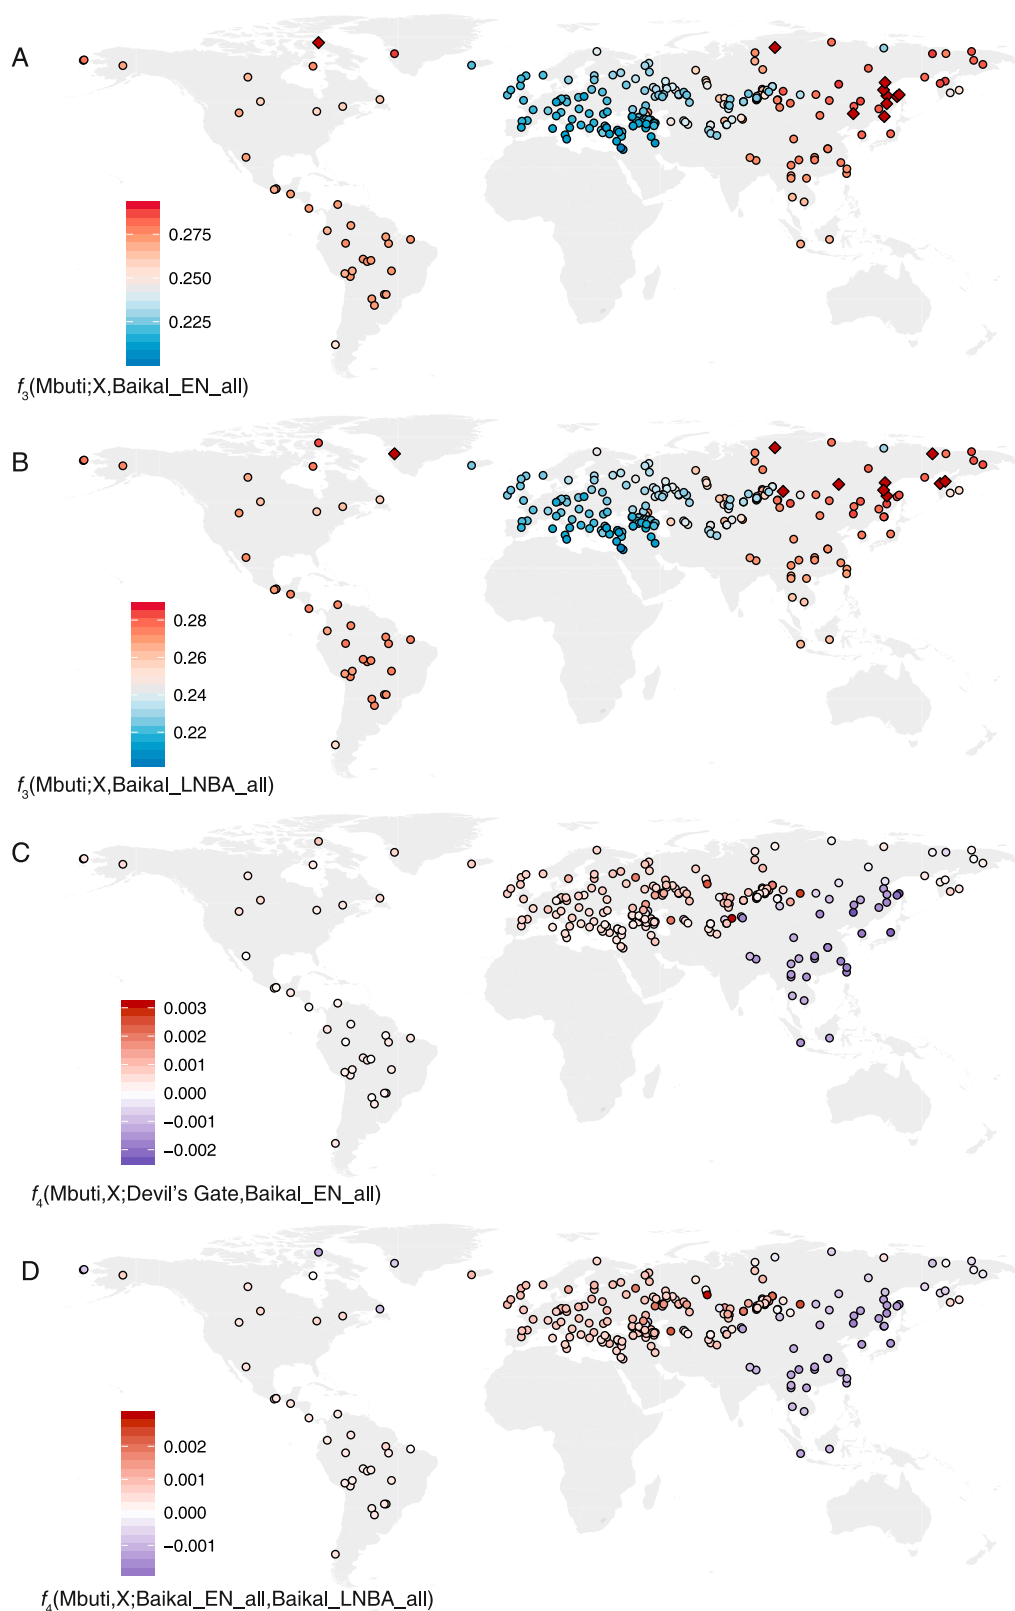 A
0.275
0.250
0.225
f3(Mbuti;X,Baikal_EN_all)
B
0.28
0.26
0.24
0.22
f3(Mbuti;X,Baikal_LNBA_all)
C
0.003
0.002
0.001
0.000
−0.001
−0.002
f4(Mbuti,X;Devil's Gate,Baikal_EN_all)
D
0.002
0.001
0.000
−0.001
f4(Mbuti,X;Baikal_EN_all,Baikal_LNBA_all)